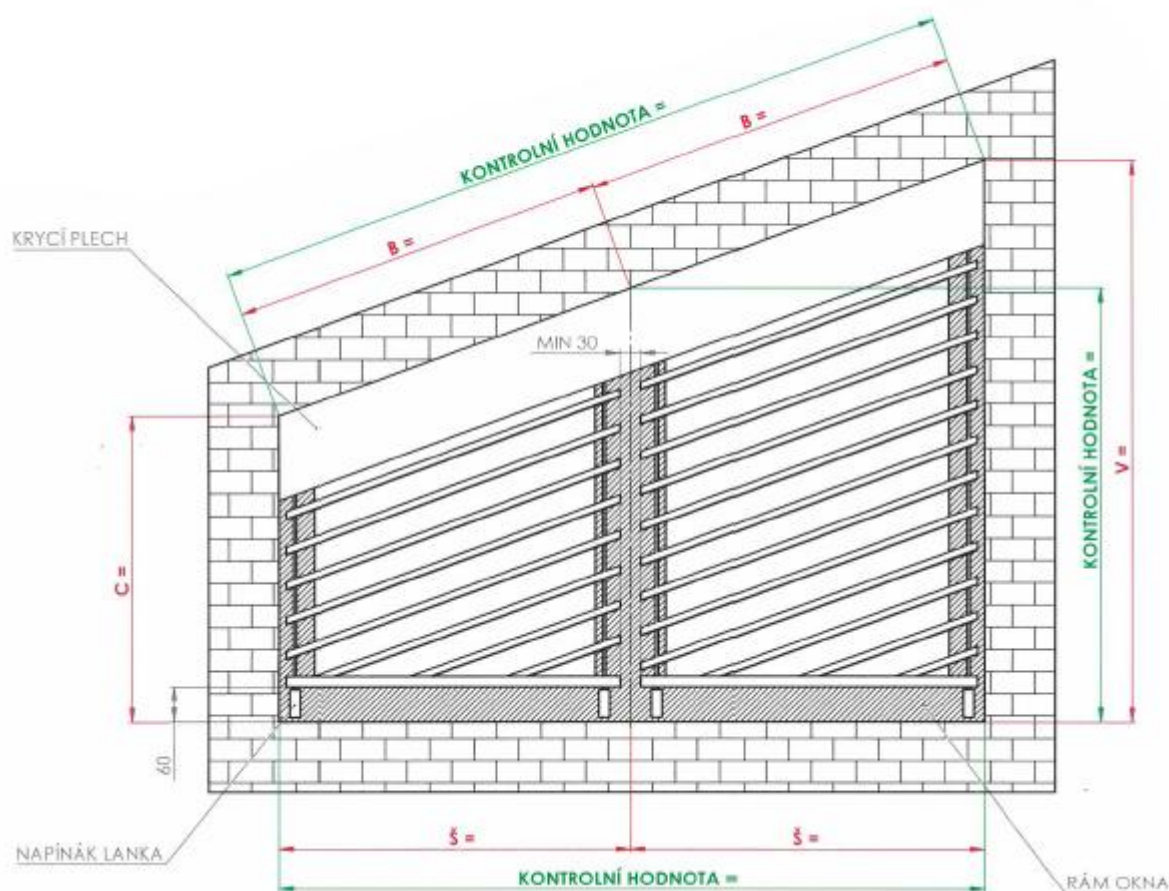 KONTROLNÍ HODNOTA =
B =
B =
KRYCÍ PLECH
MIN 30
KONTROLNÍ HODNOTA =
V =
C =
60
NAPÍNÁK LANKA
Š =
Š =
KONTROLNÍ HODNOTA =
RÁM OKNA